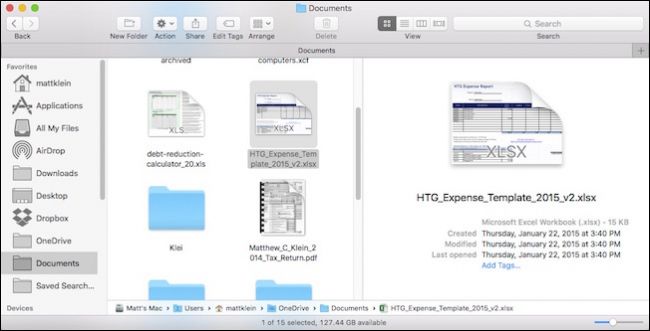 Documents
Back
New Folder
Action
Share
Edit Tags
Arrange
Delete
View
Search
Search
Documents
+
Favorites
mattklein
Applications
All My Files
AirDrop
Downloads
Desktop
Dropbox
OneDrive
Documents
Saved Search...
Devices
archived
computers.xcf
XLS
debt-reduction-
calculator_20.xls
XLSX
HTG_Expense_Tem
plate_2015_v2.xlsx
Klei
Matthew_C_Klein_2
014_Tax_Return.pdf
HTG Expense Report
XLSX
HTG_Expense_Template_2015_v2.xlsx
Microsoft Excel Workbook (.xlsx) - 15 KB
Created Thursday, January 22, 2015 at 3:40 PM
Modified Thursday, January 22, 2015 at 3:40 PM
Last opened Thursday, January 22, 2015 at 3:40 PM
Add Tags...
Matt's Mac ▸ Users ▸ mattklein ▸ OneDrive ▸ Documents ▸ HTG_Expense_Template_2015_v2.xlsx
1 of 15 selected, 127.44 GB available